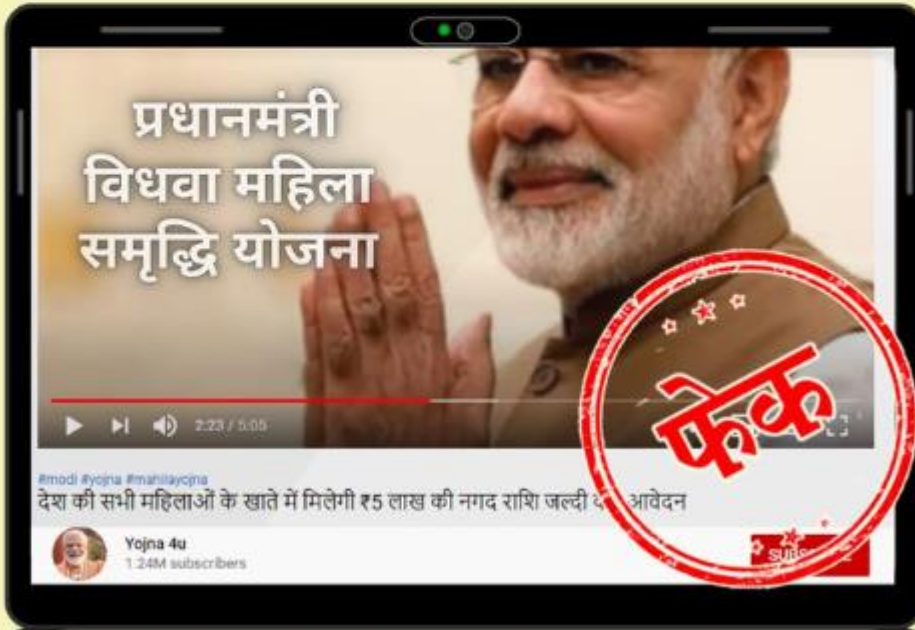 प्रधानमंत्री
विधवा महिला
समृद्धि योजना
2:23 / 5:05
फेक
#modi #yojna #mahilayojna
देश की सभी महिलाओं के खाते में मिलेगी ₹5 लाख की नगद राशि जल्दी आवेदन
Yojna 4u
1.24M subscribers